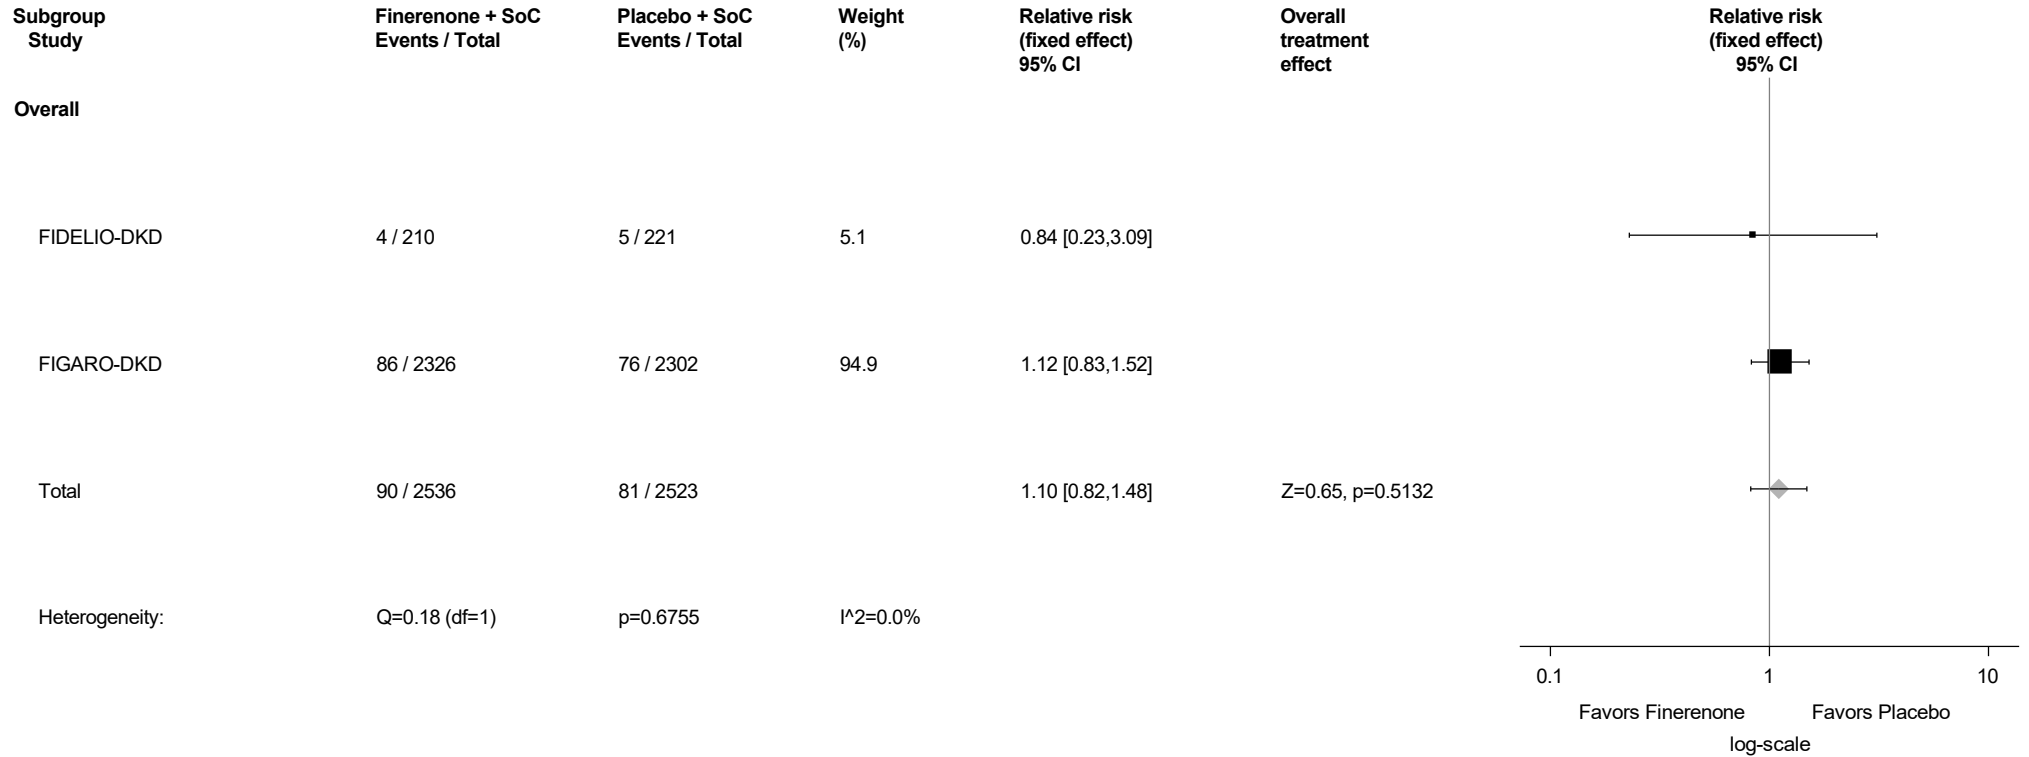 Subgroup Finerenone + SoC Placebo + SoC Weight Relative risk Overall Relative risk
Study Events / Total Events / Total (%) (fixed effect) treatment (fixed effect)
95% CI effect 95% CI
Overall
FIDELIO-DKD 4 / 210 5 / 221 5.1 0.84 [0.23,3.09]
FIGARO-DKD 86 / 2326 76 / 2302 94.9 1.12 [0.83,1.52]
Total 90 / 2536 81 / 2523 1.10 [0.82,1.48] Z=0.65, p=0.5132
Heterogeneity: Q=0.18 (df=1) p=0.6755 I^2=0.0%
0.1 1 10
Favors Finerenone Favors Placebo
log-scale